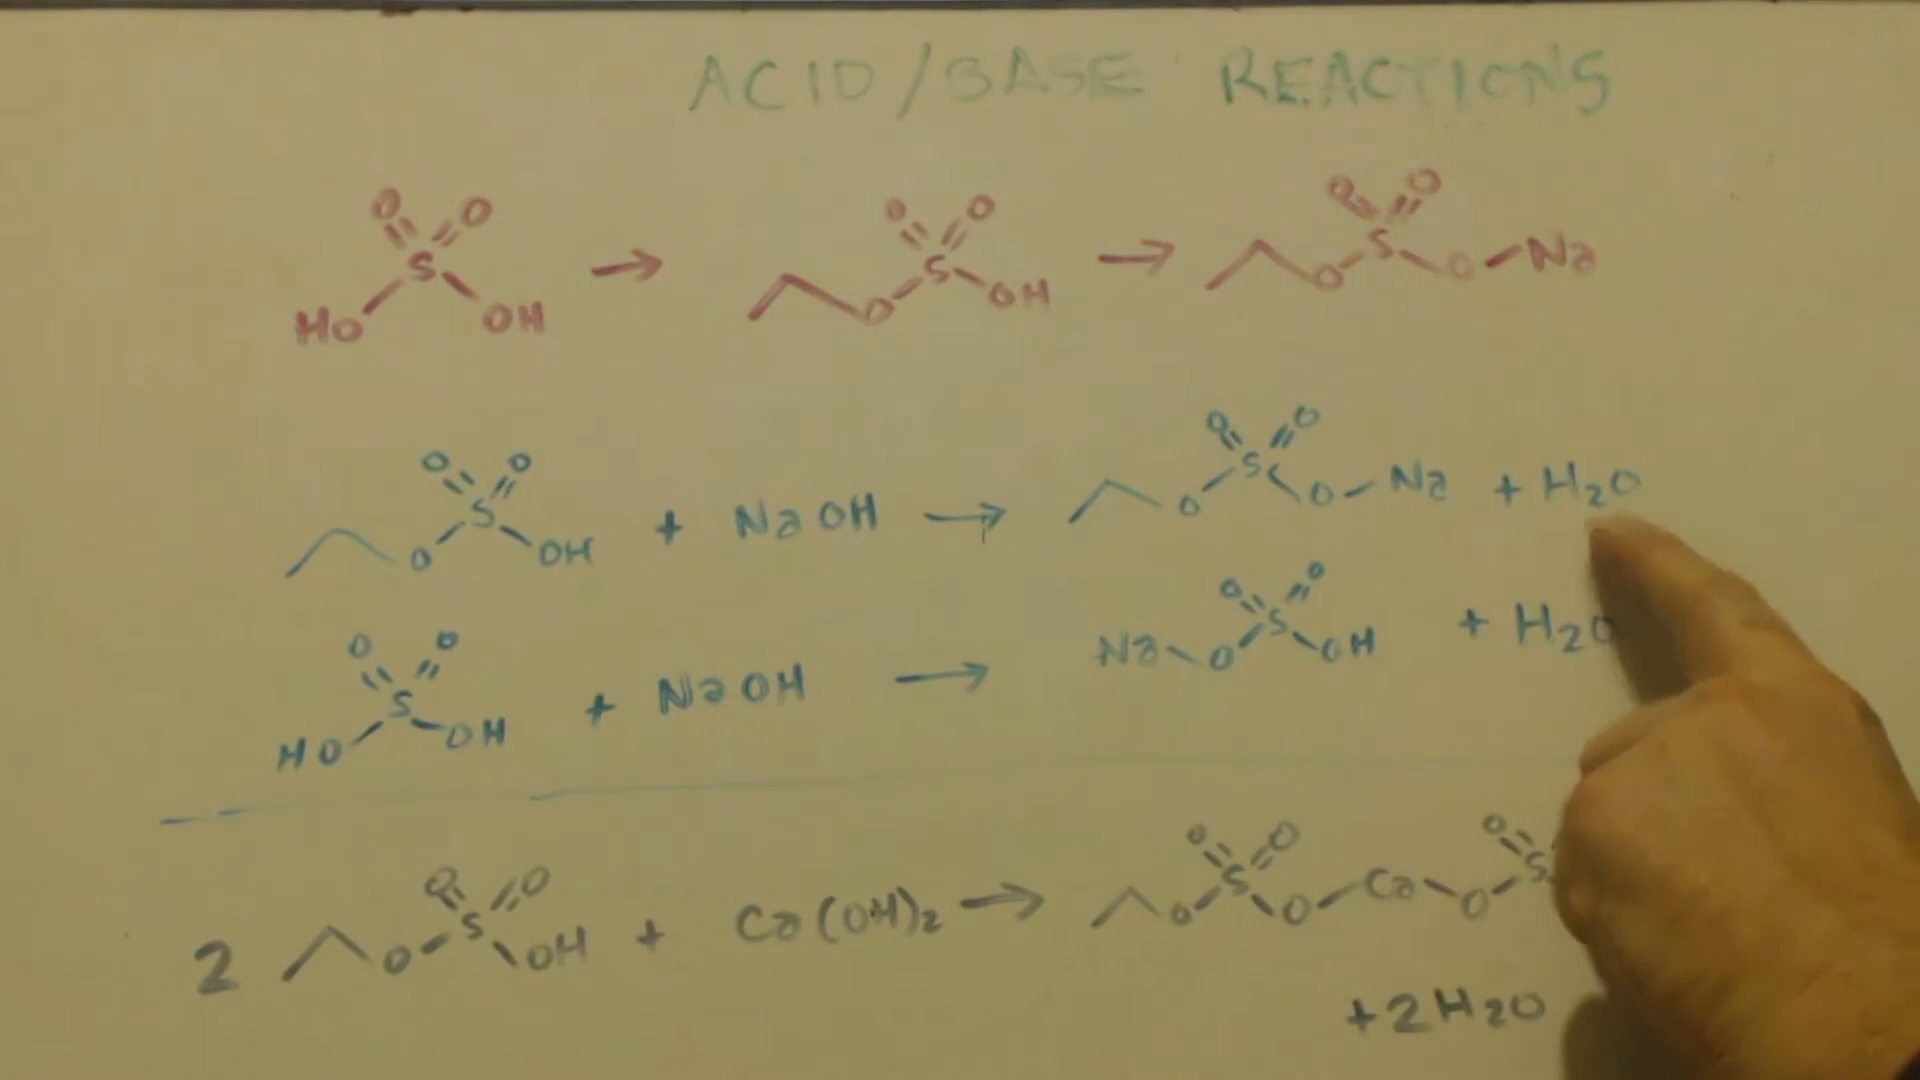 ACID/BASE REACTIONS
O O O O O O
S S S
HO OH → O OH → O O-Na
O O O O
S S
O OH + NaOH → O O-Na + H2O
O O O O
S S
HO OH + NaOH → Na O OH + H2O
O O O O O
S S S
2 O OH + Ca(OH)2 → O O Ca O
+2H2O